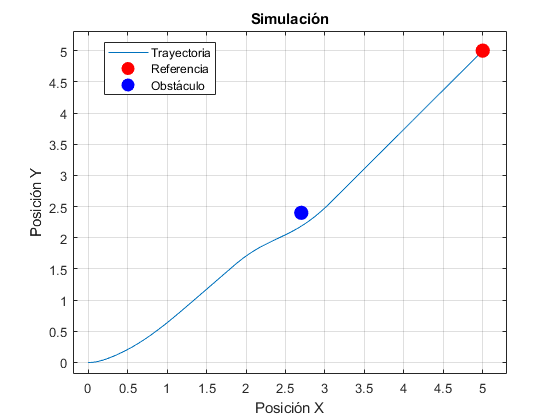 Simulación
Trayectoria
Referencia
Obstáculo
Posición Y
5
4.5
4
3.5
3
2.5
2
1.5
1
0.5
0
0 0.5 1 1.5 2 2.5 3 3.5 4 4.5 5
Posición X